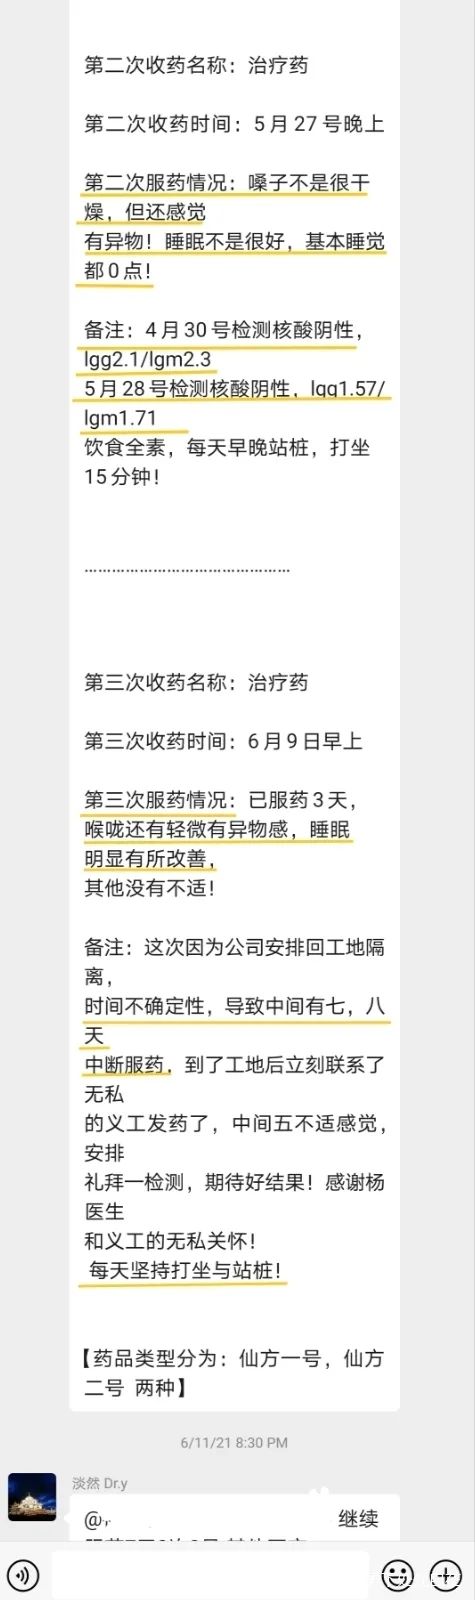 第二次收药名称：治疗药
第二次收药时间：5月27号晚上
第二次服药情况：嗓子不是很干
燥，但还感觉
有异物！睡眠不是很好，基本睡觉
都0点！
备注：4月30号检测核酸阴性，
lgg2.1/lgm2.3
5月28号检测核酸阴性，lgg1.57/
lgm1.71
饮食全素，每天早晚站桩，打坐
15分钟！
……………………………………
第三次收药名称：治疗药
第三次收药时间：6月9日早上
第三次服药情况：已服药3天，
喉咙还有轻微有异物感，睡眠
明显有所改善，
其他没有不适！
备注：这次因为公司安排回工地隔
离，
时间不确定性，导致中间有七，八
天
中断服药，到了工地后立刻联系了
无私
的义工发药了，中间五不适感觉，
安排
礼拜一检测，期待好结果！感谢杨
医生
和义工的无私关怀！
每天坚持打坐与站桩！
【药品类型分为：仙方一号，仙方
二号 两种】
6/11/21 8:30 PM
淡然 Dr.y
@ 继续